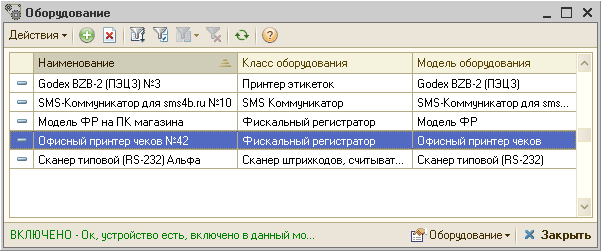 Оборудование
Действия
Наименование Класс оборудования Модель оборудования
Godex BZB-2 (ПЭЦЗ) №3 Принтер этикеток Godex BZB-2 (ПЭЦЗ)
SMS-Коммуникатор для sms4b.ru №10 SMS Коммуникатор SMS-Коммуникатор для sms...
Модель ФР на ПК магазина Фискальный регистратор Модель ФР
Офисный принтер чеков №42 Фискальный регистратор Офисный принтер чеков
Сканер типовой (RS-232) Альфа Сканер штрихкодов, считыват... Сканер типовой (RS-232)
ВКЛЮЧЕНО - Ок, устройство есть, включено в данный мо... Оборудование Закрыть